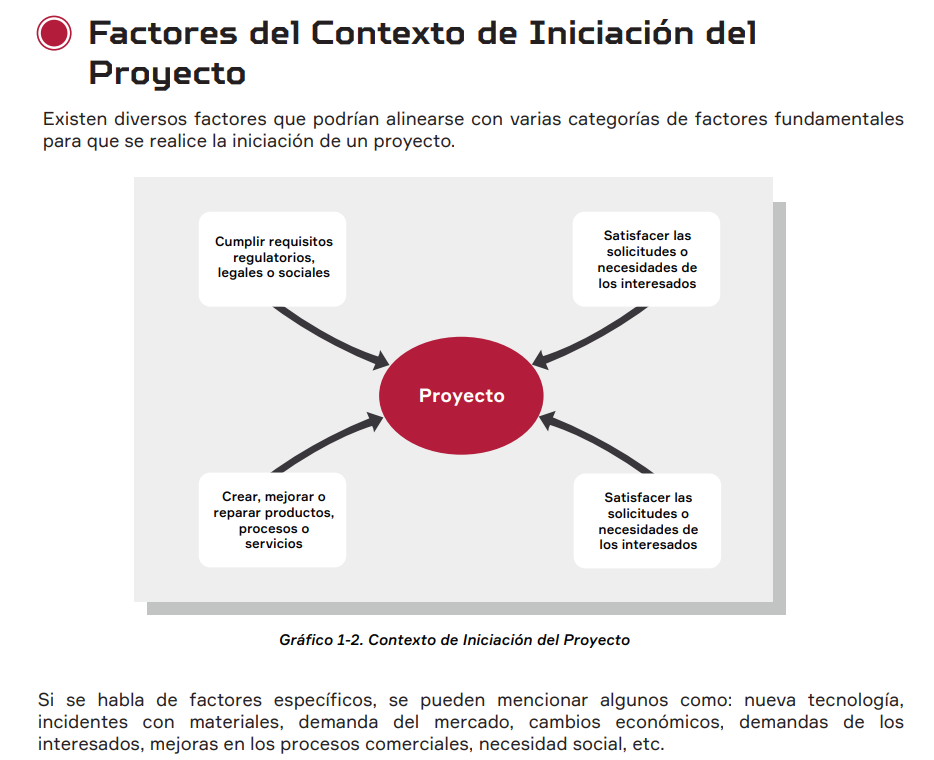 Factores del Contexto de Iniciación del
Proyecto
Existen diversos factores que podrían alinearse con varias categorías de factores fundamentales
para que se realice la iniciación de un proyecto.
Cumplir requisitos
regulatorios,
legales o sociales
Satisfacer las
solicitudes o
necesidades de
los interesados
Proyecto
Crear, mejorar o
reparar productos,
procesos o
servicios
Satisfacer las
solicitudes o
necesidades de
los interesados
Gráfico 1-2. Contexto de Iniciación del Proyecto
Si se habla de factores específicos, se pueden mencionar algunos como: nueva tecnología,
incidentes con materiales, demanda del mercado, cambios económicos, demandas de los
interesados, mejoras en los procesos comerciales, necesidad social, etc.